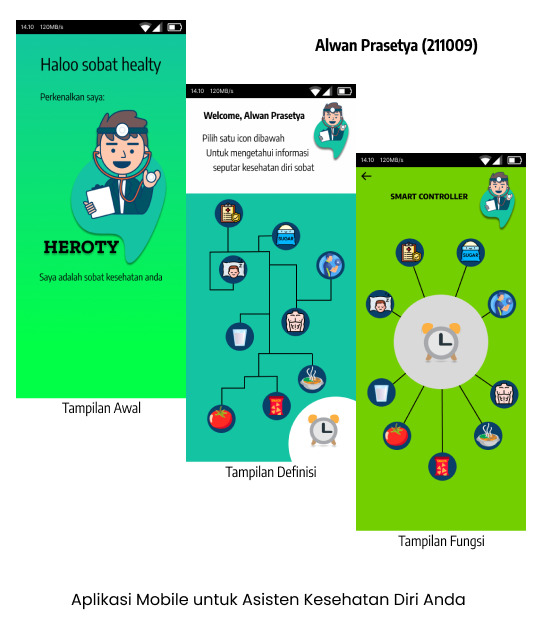 Alwan Prasetya (211009)
14.10 120MB/s
Haloo sobat healty
Perkenalkan saya:
HEROTY
Saya adalah sobat kesehatan anda
Tampilan Awal
14.10 120MB/s
Welcome, Alwan Prasetya
Pilih satu icon dibawah
Untuk mengetahui informasi
seputar kesehatan diri sobat
SUGAR
Tampilan Definisi
14.10 120MB/s
SMART CONTROLLER
SUGAR
Tampilan Fungsi
Aplikasi Mobile untuk Asisten Kesehatan Diri Anda